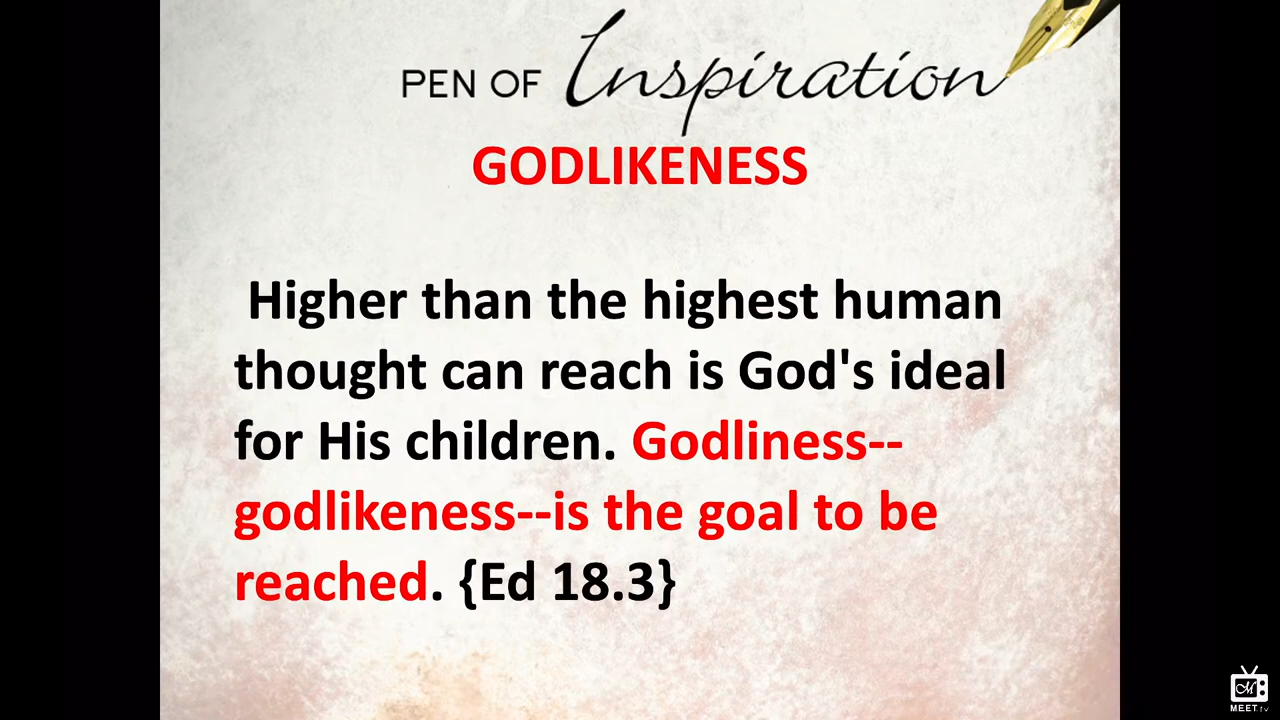 PEN OF Inspiration
GODLIKENESS
Higher than the highest human
thought can reach is God's ideal
for His children. Godliness--
godlikeness--is the goal to be
reached. {Ed 18.3}
M
MEET.TV